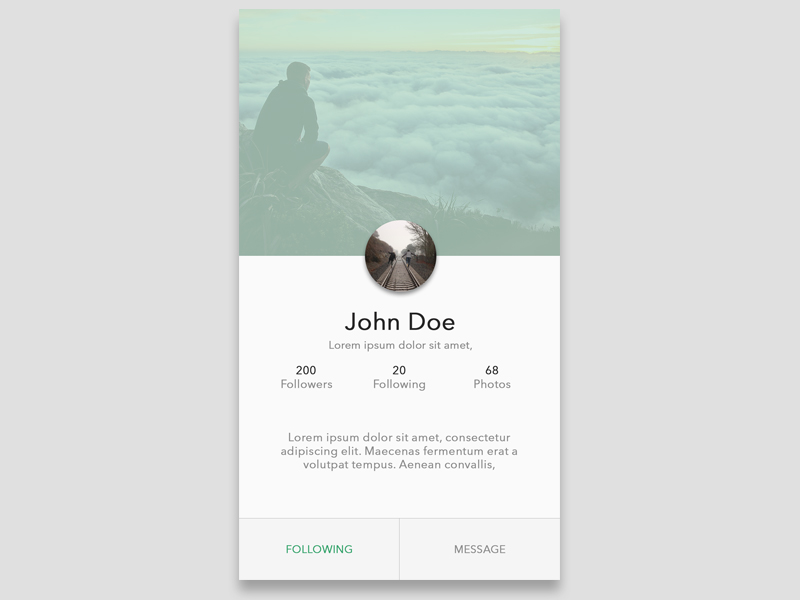 John Doe
Lorem ipsum dolor sit amet,
200 20 68
Followers Following Photos
Lorem ipsum dolor sit amet, consectetur
adipiscing elit. Maecenas fermentum erat a
volutpat tempus. Aenean convallis,
FOLLOWING MESSAGE